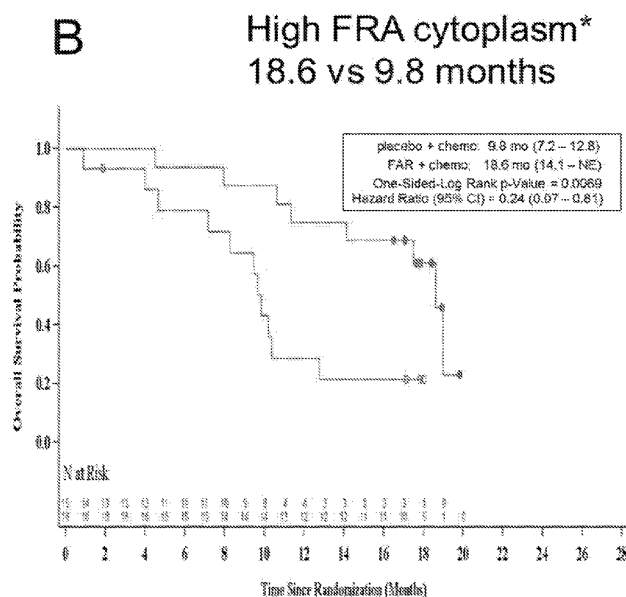 B
High FRA cytoplasm*
18.6 vs 9.8 months
placebo + chemo: 9.8 mo (7.2 – 12.8)
FAR + chemo: 18.6 mo (14.1 – NE)
One-Sided-Log Rank p-Value = 0.0069
Hazard Ratio (95% CI) = 0.24 (0.07 – 0.81)
Overall Survival Probability
1.0
0.8
0.6
0.4
0.2
0.0
N at Risk
0 2 4 6 8 10 12 14 16 18 20 22 24 26 28
Time Since Randomization (Months)